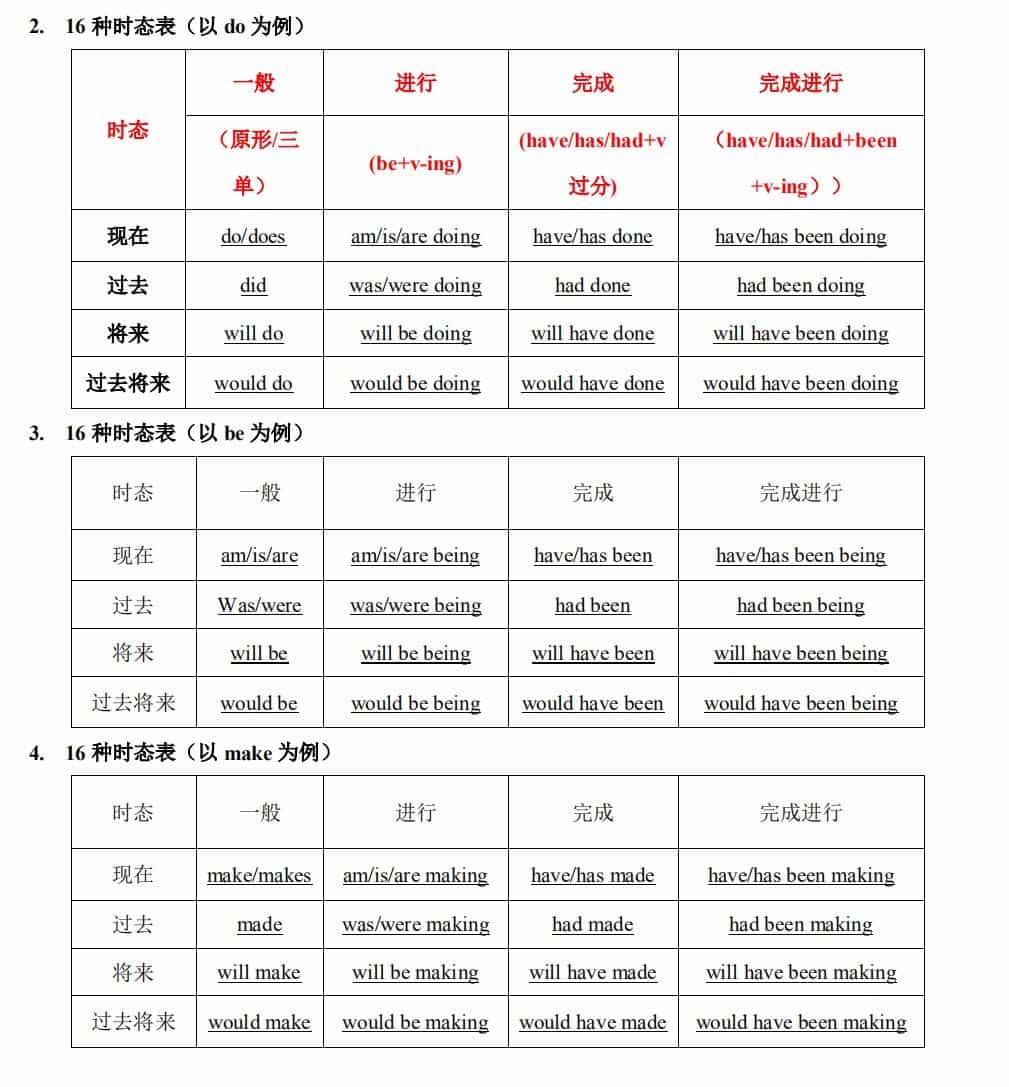 2. 16 种时态表（以 do 为例）
时态 一般 进行 完成 完成进行
（原形/三单） (be+v-ing) (have/has/had+v过分) （have/has/had+been+v-ing））
现在 do/does am/is/are doing have/has done have/has been doing
过去 did was/were doing had done had been doing
将来 will do will be doing will have done will have been doing
过去将来 would do would be doing would have done would have been doing
3. 16 种时态表（以 be 为例）
时态 一般 进行 完成 完成进行
现在 am/is/are am/is/are being have/has been have/has been being
过去 Was/were was/were being had been had been being
将来 will be will be being will have been will have been being
过去将来 would be would be being would have been would have been being
4. 16 种时态表（以 make 为例）
时态 一般 进行 完成 完成进行
现在 make/makes am/is/are making have/has made have/has been making
过去 made was/were making had made had been making
将来 will make will be making will have made will have been making
过去将来 would make would be making would have made would have been making